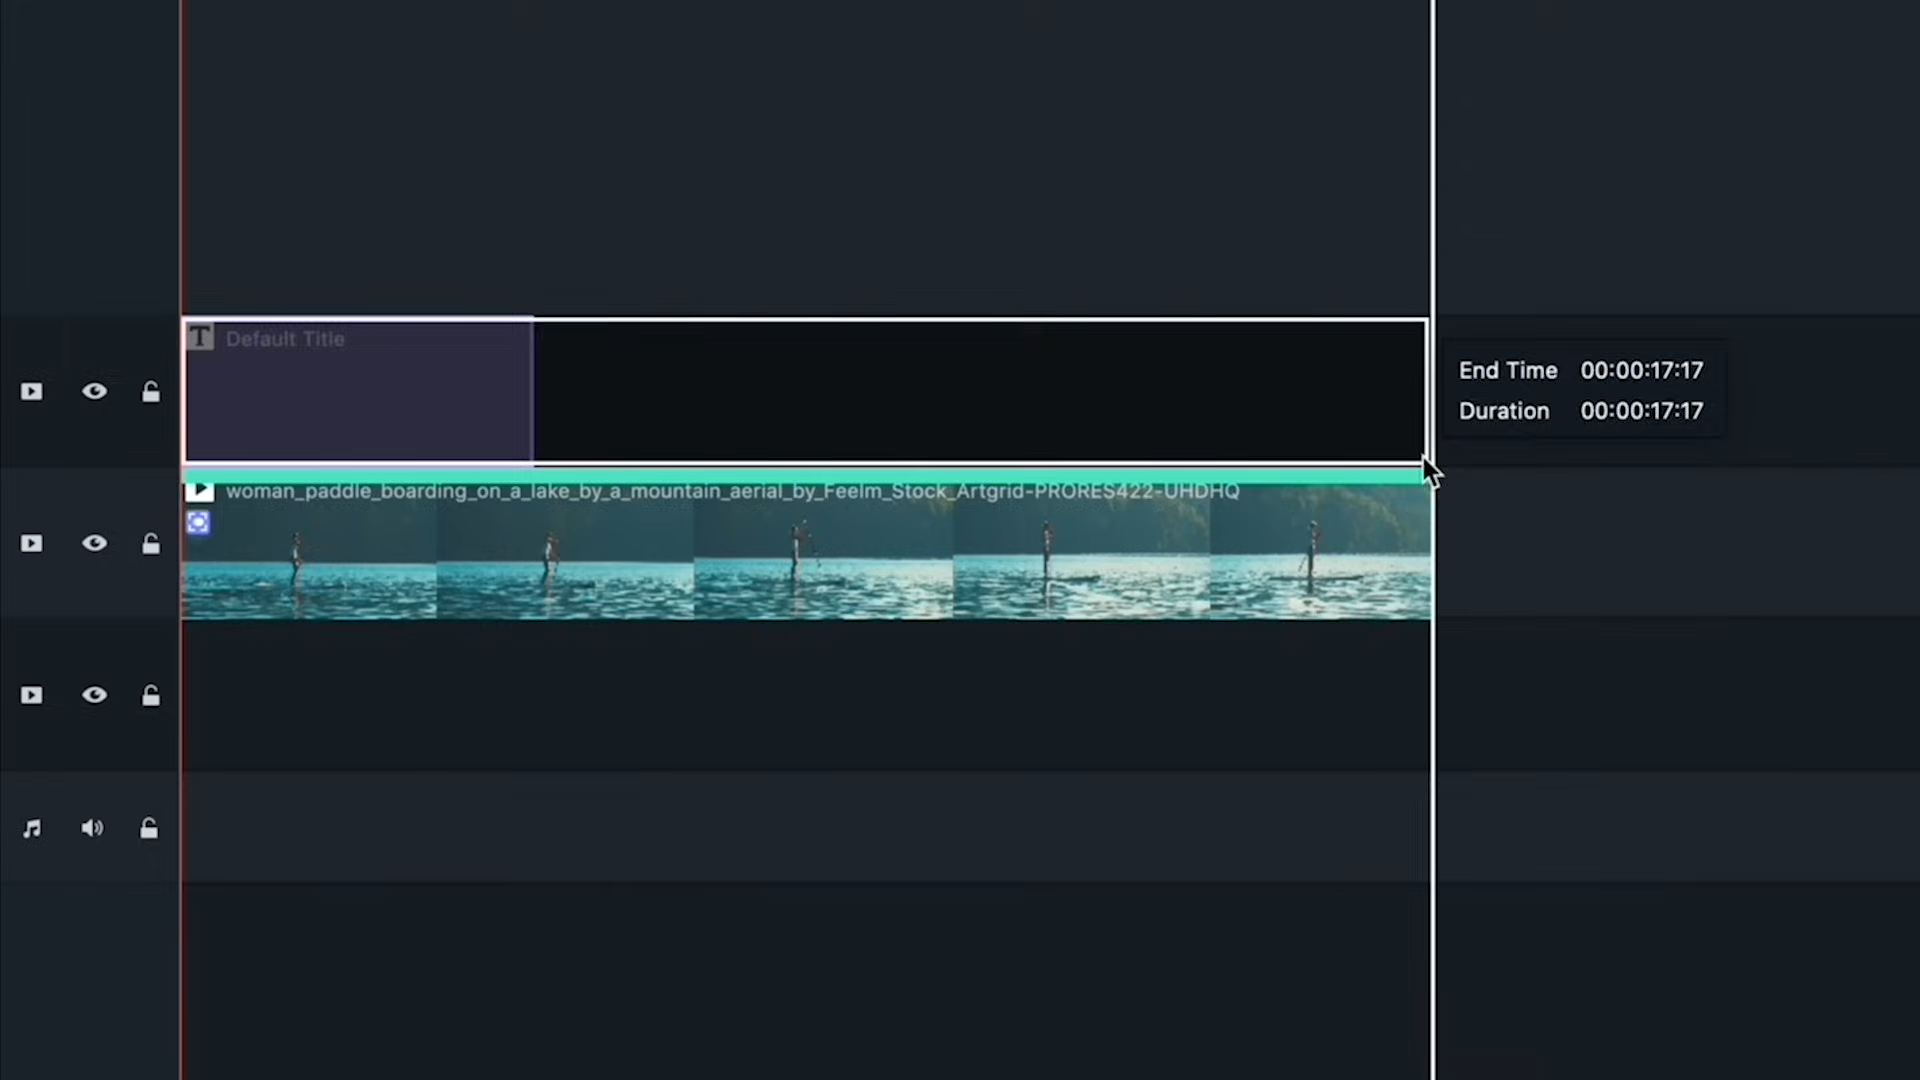 T Default Title
End Time 00:00:17:17
Duration 00:00:17:17
woman_paddle_boarding_on_a_lake_by_a_mountain_aerial_by_Feelm_Stock_Artgrid-PRORES422-UHDHQ